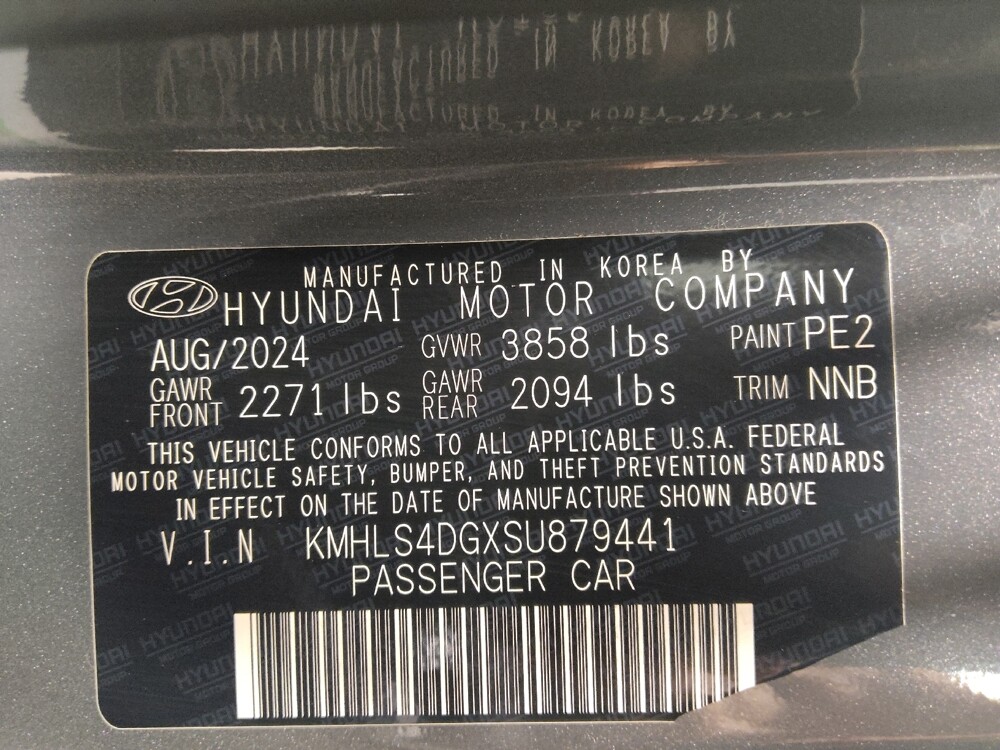 MANUFACTURED IN KOREA BY
HYUNDAI MOTOR COMPANY
AUG/2024 GVWR 3858 lbs PAINT PE2
GAWR FRONT 2271 lbs GAWR REAR 2094 lbs TRIM NNB
THIS VEHICLE CONFORMS TO ALL APPLICABLE U.S.A. FEDERAL
MOTOR VEHICLE SAFETY, BUMPER, AND THEFT PREVENTION STANDARDS
IN EFFECT ON THE DATE OF MANUFACTURE SHOWN ABOVE
V.I.N KMHLS4DGXSU879441
PASSENGER CAR